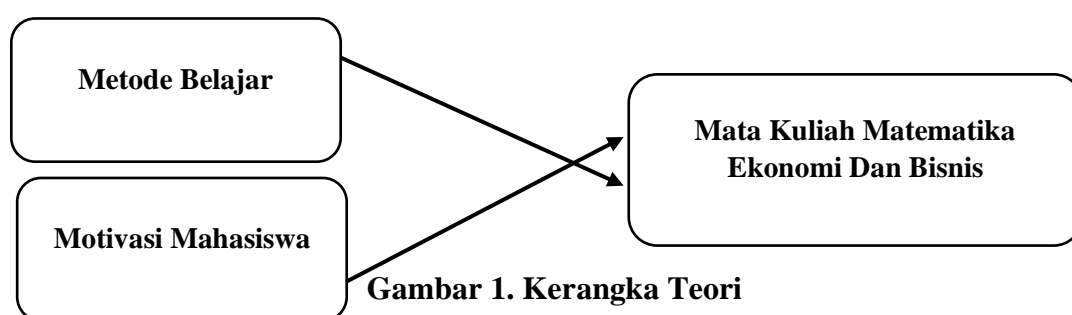 Metode Belajar
Mata Kuliah Matematika
Ekonomi Dan Bisnis
Motivasi Mahasiswa
Gambar 1. Kerangka Teori